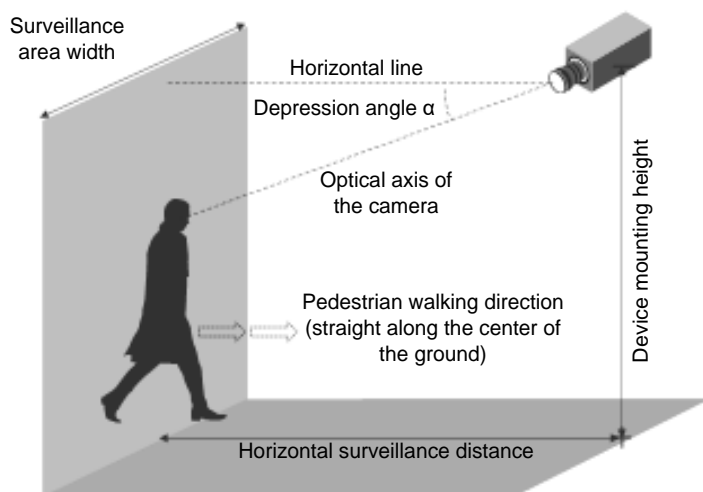 Surveillance
area width
Horizontal line
Depression angle α
Optical axis of
the camera
Device mounting height
Pedestrian walking direction
(straight along the center of
the ground)
Horizontal surveillance distance